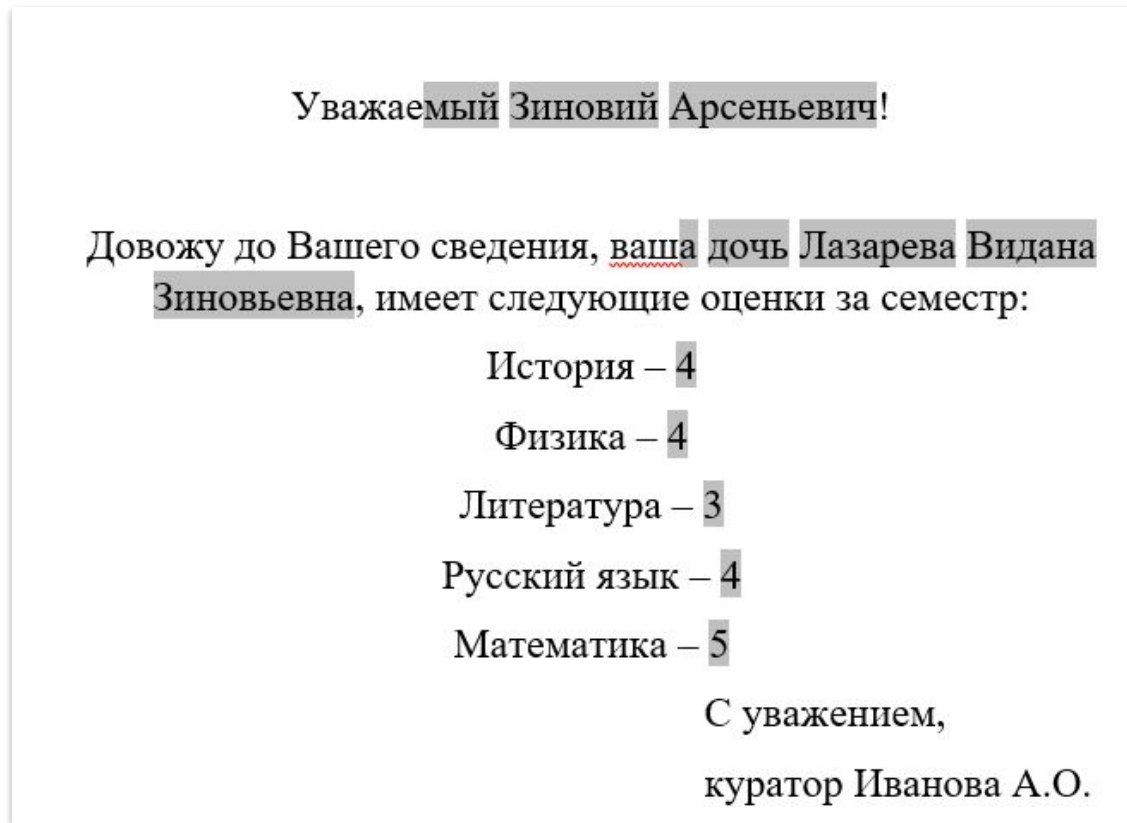 Уважаемый Зиновий Арсеньевич!
Довожу до Вашего сведения, ваша дочь Лазарева Видана
Зиновьевна, имеет следующие оценки за семестр:
История – 4
Физика – 4
Литература – 3
Русский язык – 4
Математика – 5
С уважением,
куратор Иванова А.О.